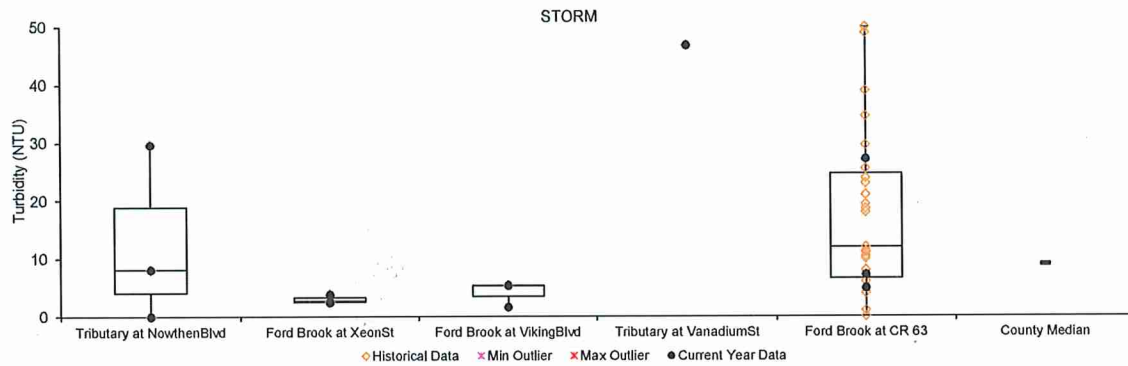 STORM
Turbidity (NTU)
50
40
30
20
10
0
Tributary at NowthenBlvd Ford Brook at XeonSt Ford Brook at VikingBlvd Tributary at VanadiumSt Ford Brook at CR 63 County Median
Historical Data Min Outlier Max Outlier Current Year Data